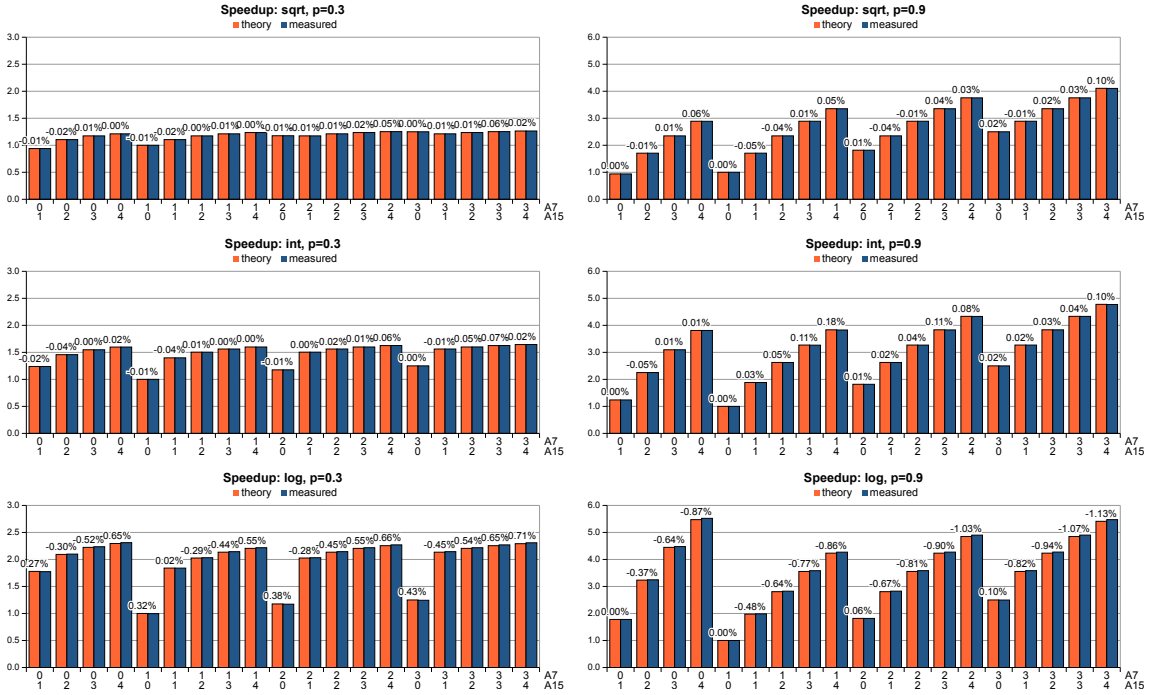 Speedup: sqrt, p=0.3
theory measured
3.0
2.5
2.0
1.5
1.0
0.5
0.0
0.01% -0.02% 0.01% 0.00% -0.01% -0.02% 0.00% -0.01% 0.00% -0.01% -0.01% -0.01% -0.02% -0.05% 0.00% -0.01% -0.01% -0.06% -0.02%
0 0 0 0 1 1 1 1 1 2 2 2 2 2 3 3 3 3 3 A7
1 2 3 4 0 1 2 3 4 0 1 2 3 4 0 1 2 3 4 A15
Speedup: sqrt, p=0.9
theory measured
6.0
5.0
4.0
3.0
2.0
1.0
0.0
0.00% -0.01% 0.01% 0.06% 0.00% -0.05% -0.04% 0.01% 0.05% 0.01% -0.04% -0.01% 0.04% 0.03% 0.02% -0.01% 0.02% 0.03% 0.10%
0 0 0 0 1 1 1 1 1 2 2 2 2 2 3 3 3 3 3 A7
1 2 3 4 0 1 2 3 4 0 1 2 3 4 0 1 2 3 4 A15
Speedup: int, p=0.3
theory measured
3.0
2.5
2.0
1.5
1.0
0.5
0.0
0.02% -0.04% 0.00% -0.02% -0.01% -0.04% -0.01% 0.00% 0.00% -0.01% 0.00% -0.02% -0.01% -0.06% 0.00% -0.01% -0.05% -0.07% -0.02%
0 0 0 0 1 1 1 1 1 2 2 2 2 2 3 3 3 3 3 A7
1 2 3 4 0 1 2 3 4 0 1 2 3 4 0 1 2 3 4 A15
Speedup: int, p=0.9
theory measured
6.0
5.0
4.0
3.0
2.0
1.0
0.0
0.00% -0.05% 0.01% 0.01% 0.00% 0.03% 0.05% 0.11% 0.18% 0.01% 0.02% 0.04% 0.11% 0.08% 0.02% 0.02% 0.03% 0.04% 0.10%
0 0 0 0 1 1 1 1 1 2 2 2 2 2 3 3 3 3 3 A7
1 2 3 4 0 1 2 3 4 0 1 2 3 4 0 1 2 3 4 A15
Speedup: log, p=0.3
theory measured
3.0
2.5
2.0
1.5
1.0
0.5
0.0
0.27% -0.30% -0.52% -0.65% 0.32% 0.02% -0.29% -0.44% -0.55% 0.38% -0.28% -0.45% -0.55% -0.66% 0.43% -0.45% -0.54% -0.65% -0.71%
0 0 0 0 1 1 1 1 1 2 2 2 2 2 3 3 3 3 3 A7
1 2 3 4 0 1 2 3 4 0 1 2 3 4 0 1 2 3 4 A15
Speedup: log, p=0.9
theory measured
6.0
5.0
4.0
3.0
2.0
1.0
0.0
-0.37% -0.64% -0.87% 0.00% -0.48% -0.64% -0.77% -0.86% 0.06% -0.67% -0.81% -0.90% -1.03% 0.10% -0.82% -0.94% -1.07% -1.13%
0 0 0 0 1 1 1 1 1 2 2 2 2 2 3 3 3 3 3 A7
1 2 3 4 0 1 2 3 4 0 1 2 3 4 0 1 2 3 4 A15